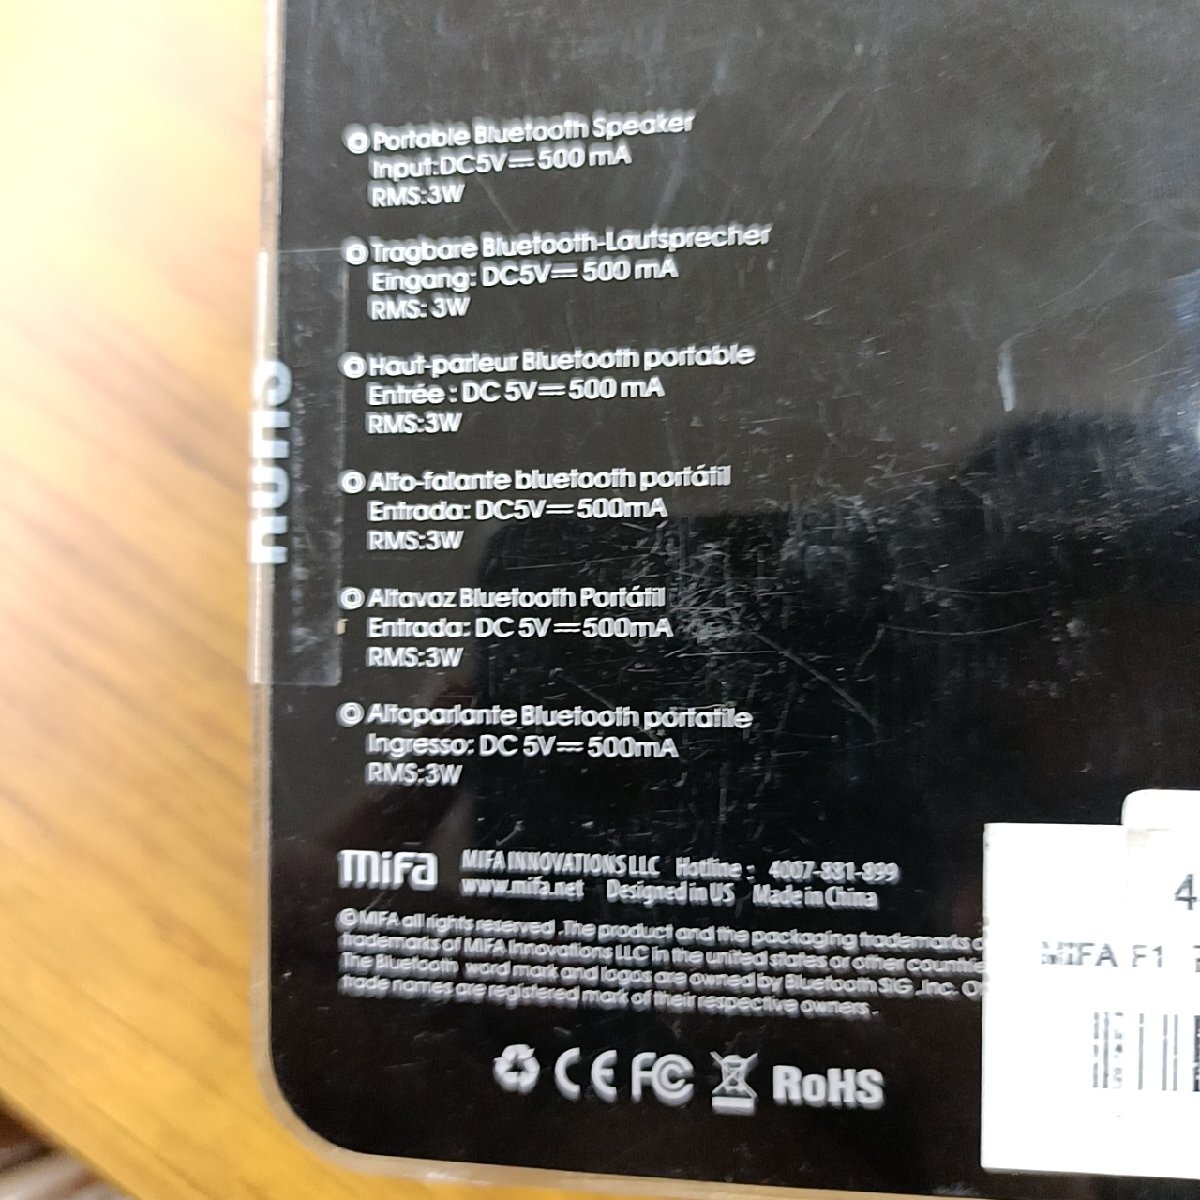 Portable Bluetooth Speaker
Input:DC5V⎓500 mA
RMS:3W
Tragbare Bluetooth-Lautsprecher
Eingang: DC5V⎓500 mA
RMS: 3W
Haut-parleur Bluetooth portable
Entrée : DC 5V⎓500 mA
RMS:3W
Alto-falante bluetooth portátil
Entrada: DC5V⎓500mA
RMS:3W
Altavoz Bluetooth Portátil
Entrada: DC 5V⎓500mA
RMS:3W
Altoparlante Bluetooth portatile
Ingresso: DC 5V⎓500mA
RMS:3W
MiFa
MIFA INNOVATIONS LLC Hotline : 4007-881-899
www.mifa.net Designed in US Made in China
©MIFA all rights reserved .The product and the packaging trademarks
trademarks of MIFA Innovations LLC in the united states or other
The Bluetooth word mark and logos are owned by Bluetooth SIG .Inc.
trade names are registered mark of their respective owners .
CE FC RoHS
4
MIFA F1